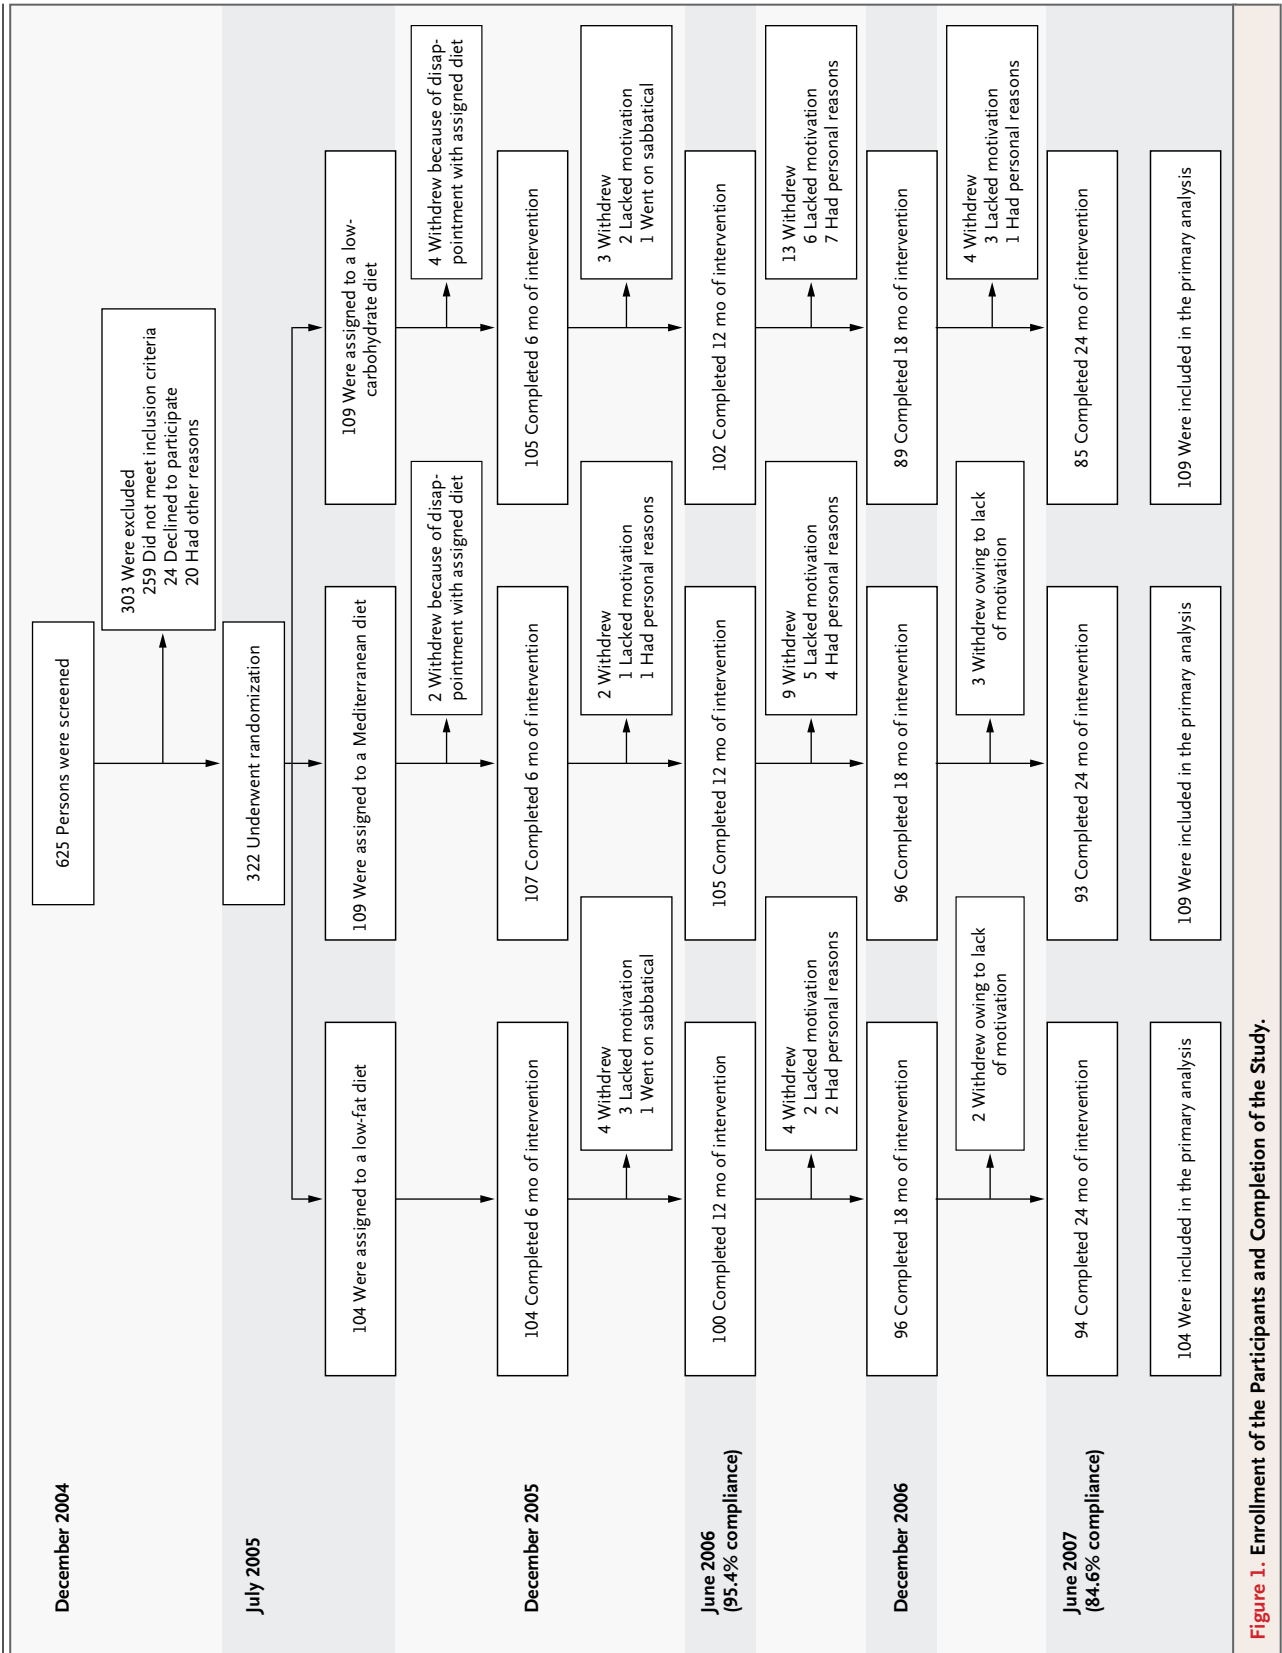 December 2004
625 Persons were screened
303 Were excluded
259 Did not meet inclusion criteria
24 Declined to participate
20 Had other reasons
July 2005
322 Underwent randomization
104 Were assigned to a low-fat diet
109 Were assigned to a Mediterranean diet
109 Were assigned to a low-
carbohydrate diet
2 Withdrew because of disap-
pointment with assigned diet
4 Withdrew because of disap-
pointment with assigned diet
December 2005
104 Completed 6 mo of intervention
107 Completed 6 mo of intervention
105 Completed 6 mo of intervention
4 Withdrew
3 Lacked motivation
1 Went on sabbatical
2 Withdrew
1 Lacked motivation
1 Had personal reasons
3 Withdrew
2 Lacked motivation
1 Went on sabbatical
June 2006
(95.4% compliance)
100 Completed 12 mo of intervention
105 Completed 12 mo of intervention
102 Completed 12 mo of intervention
4 Withdrew
2 Lacked motivation
2 Had personal reasons
9 Withdrew
5 Lacked motivation
4 Had personal reasons
13 Withdrew
6 Lacked motivation
7 Had personal reasons
December 2006
96 Completed 18 mo of intervention
96 Completed 18 mo of intervention
89 Completed 18 mo of intervention
2 Withdrew owing to lack
of motivation
3 Withdrew owing to lack
of motivation
4 Withdrew
3 Lacked motivation
1 Had personal reasons
June 2007
(84.6% compliance)
94 Completed 24 mo of intervention
93 Completed 24 mo of intervention
85 Completed 24 mo of intervention
104 Were included in the primary analysis
109 Were included in the primary analysis
109 Were included in the primary analysis
Figure 1. Enrollment of the Participants and Completion of the Study.